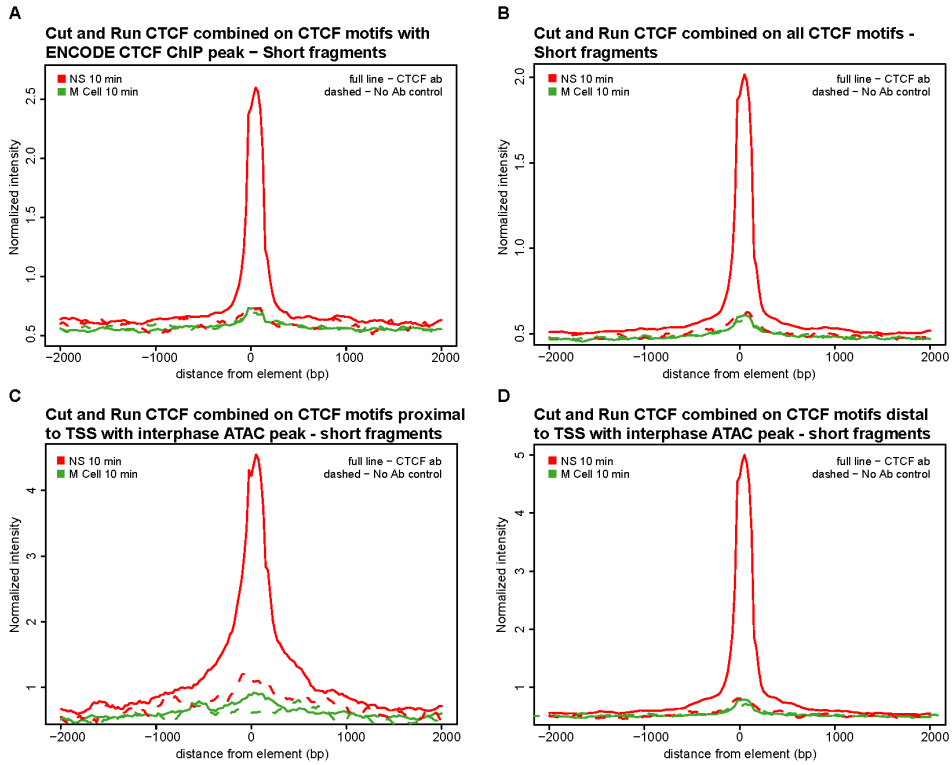 A
Cut and Run CTCF combined on CTCF motifs with
ENCODE CTCF ChIP peak − Short fragments
NS 10 min
M Cell 10 min
full line − CTCF ab
dashed − No Ab control
Normalized intensity
0.5
1.0
1.5
2.0
2.5
−2000
−1000
0
1000
2000
distance from element (bp)
B
Cut and Run CTCF combined on all CTCF motifs -
Short fragments
NS 10 min
M Cell 10 min
full line − CTCF ab
dashed − No Ab control
Normalized intensity
0.5
1.0
1.5
2.0
−2000
−1000
0
1000
2000
distance from element (bp)
C
Cut and Run CTCF combined on CTCF motifs proximal
to TSS with interphase ATAC peak - short fragments
NS 10 min
M Cell 10 min
full line − CTCF ab
dashed − No Ab control
Normalized intensity
1
2
3
4
−2000
−1000
0
1000
2000
distance from element (bp)
D
Cut and Run CTCF combined on CTCF motifs distal
to TSS with interphase ATAC peak - short fragments
NS 10 min
M Cell 10 min
full line − CTCF ab
dashed − No Ab control
Normalized intensity
1
2
3
4
5
−2000
−1000
0
1000
2000
distance from element (bp)